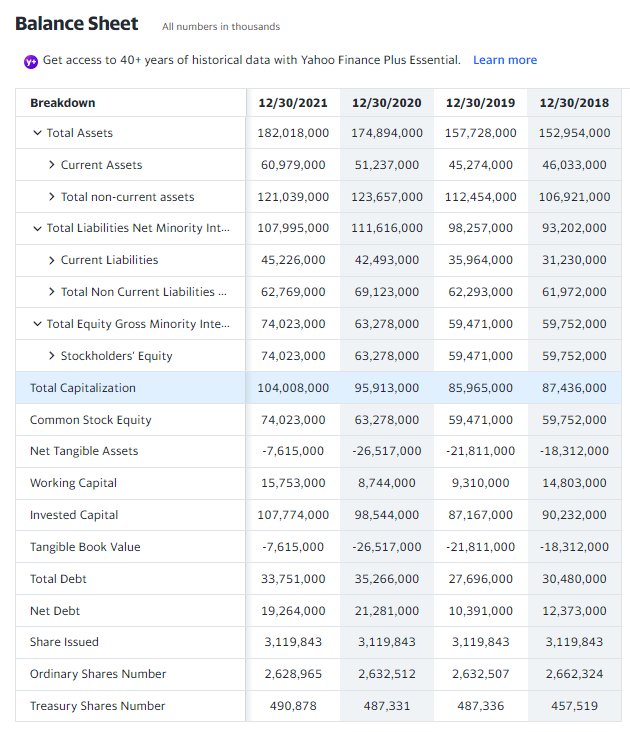 Balance Sheet All numbers in thousands
y+ Get access to 40+ years of historical data with Yahoo Finance Plus Essential. Learn more
Breakdown 12/30/2021 12/30/2020 12/30/2019 12/30/2018
Total Assets 182,018,000 174,894,000 157,728,000 152,954,000
Current Assets 60,979,000 51,237,000 45,274,000 46,033,000
Total non-current assets 121,039,000 123,657,000 112,454,000 106,921,000
Total Liabilities Net Minority Int... 107,995,000 111,616,000 98,257,000 93,202,000
Current Liabilities 45,226,000 42,493,000 35,964,000 31,230,000
Total Non Current Liabilities ... 62,769,000 69,123,000 62,293,000 61,972,000
Total Equity Gross Minority Inte... 74,023,000 63,278,000 59,471,000 59,752,000
Stockholders' Equity 74,023,000 63,278,000 59,471,000 59,752,000
Total Capitalization 104,008,000 95,913,000 85,965,000 87,436,000
Common Stock Equity 74,023,000 63,278,000 59,471,000 59,752,000
Net Tangible Assets -7,615,000 -26,517,000 -21,811,000 -18,312,000
Working Capital 15,753,000 8,744,000 9,310,000 14,803,000
Invested Capital 107,774,000 98,544,000 87,167,000 90,232,000
Tangible Book Value -7,615,000 -26,517,000 -21,811,000 -18,312,000
Total Debt 33,751,000 35,266,000 27,696,000 30,480,000
Net Debt 19,264,000 21,281,000 10,391,000 12,373,000
Share Issued 3,119,843 3,119,843 3,119,843 3,119,843
Ordinary Shares Number 2,628,965 2,632,512 2,632,507 2,662,324
Treasury Shares Number 490,878 487,331 487,336 457,519